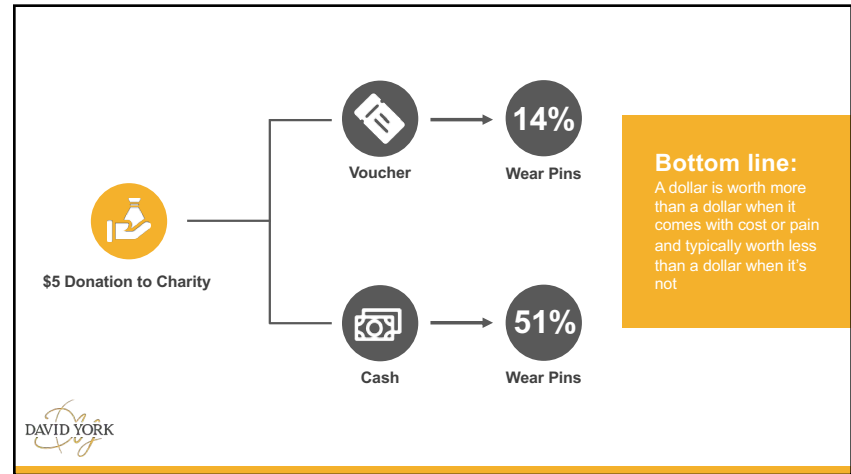 $5 Donation to Charity
Voucher
14%
Wear Pins
Cash
51%
Wear Pins
Bottom line:
A dollar is worth more
than a dollar when it
comes with cost or pain
and typically worth less
than a dollar when it's
not
DAVID YORK